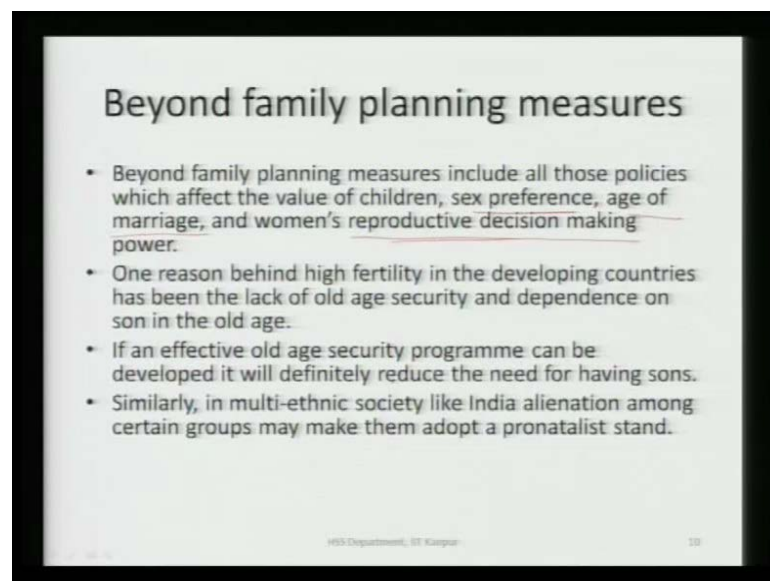 Beyond family planning measures
• Beyond family planning measures include all those policies
which affect the value of children, sex preference, age of
marriage, and women's reproductive decision making
power.
• One reason behind high fertility in the developing countries
has been the lack of old age security and dependence on
son in the old age.
• If an effective old age security programme can be
developed it will definitely reduce the need for having sons.
• Similarly, in multi-ethnic society like India alienation among
certain groups may make them adopt a pronatalist stand.
HSS Department, IIT Kanpur
10